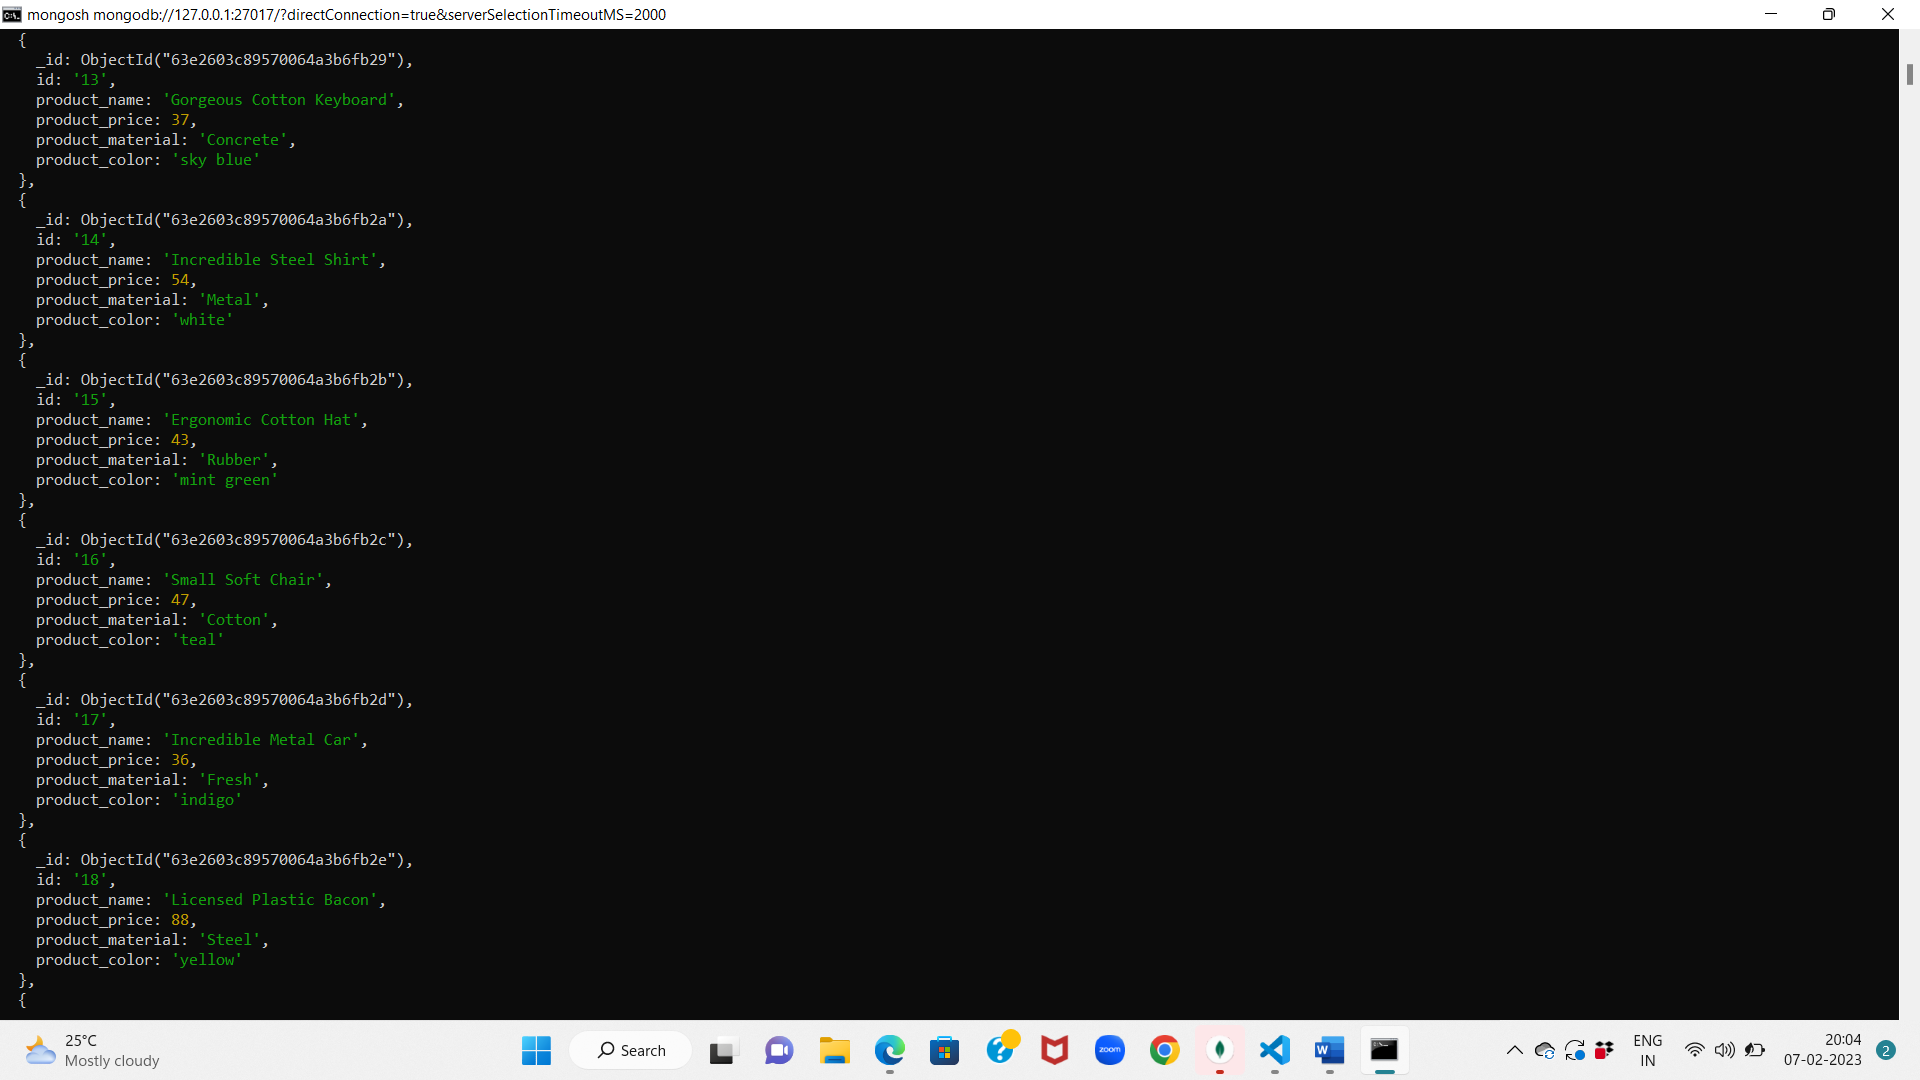 mongosh mongodb://127.0.0.1:27017/?directConnection=true&serverSelectionTimeoutMS=2000
{
_id: ObjectId("63e2603c89570064a3b6fb29"),
id: '13',
product_name: 'Gorgeous Cotton Keyboard',
product_price: 37,
product_material: 'Concrete',
product_color: 'sky blue'
},
{
_id: ObjectId("63e2603c89570064a3b6fb2a"),
id: '14',
product_name: 'Incredible Steel Shirt',
product_price: 54,
product_material: 'Metal',
product_color: 'white'
},
{
_id: ObjectId("63e2603c89570064a3b6fb2b"),
id: '15',
product_name: 'Ergonomic Cotton Hat',
product_price: 43,
product_material: 'Rubber',
product_color: 'mint green'
},
{
_id: ObjectId("63e2603c89570064a3b6fb2c"),
id: '16',
product_name: 'Small Soft Chair',
product_price: 47,
product_material: 'Cotton',
product_color: 'teal'
},
{
_id: ObjectId("63e2603c89570064a3b6fb2d"),
id: '17',
product_name: 'Incredible Metal Car',
product_price: 36,
product_material: 'Fresh',
product_color: 'indigo'
},
{
_id: ObjectId("63e2603c89570064a3b6fb2e"),
id: '18',
product_name: 'Licensed Plastic Bacon',
product_price: 88,
product_material: 'Steel',
product_color: 'yellow'
},
{
25°C
Mostly cloudy
Search
zoom
W
ENG
IN
20:04
07-02-2023
2